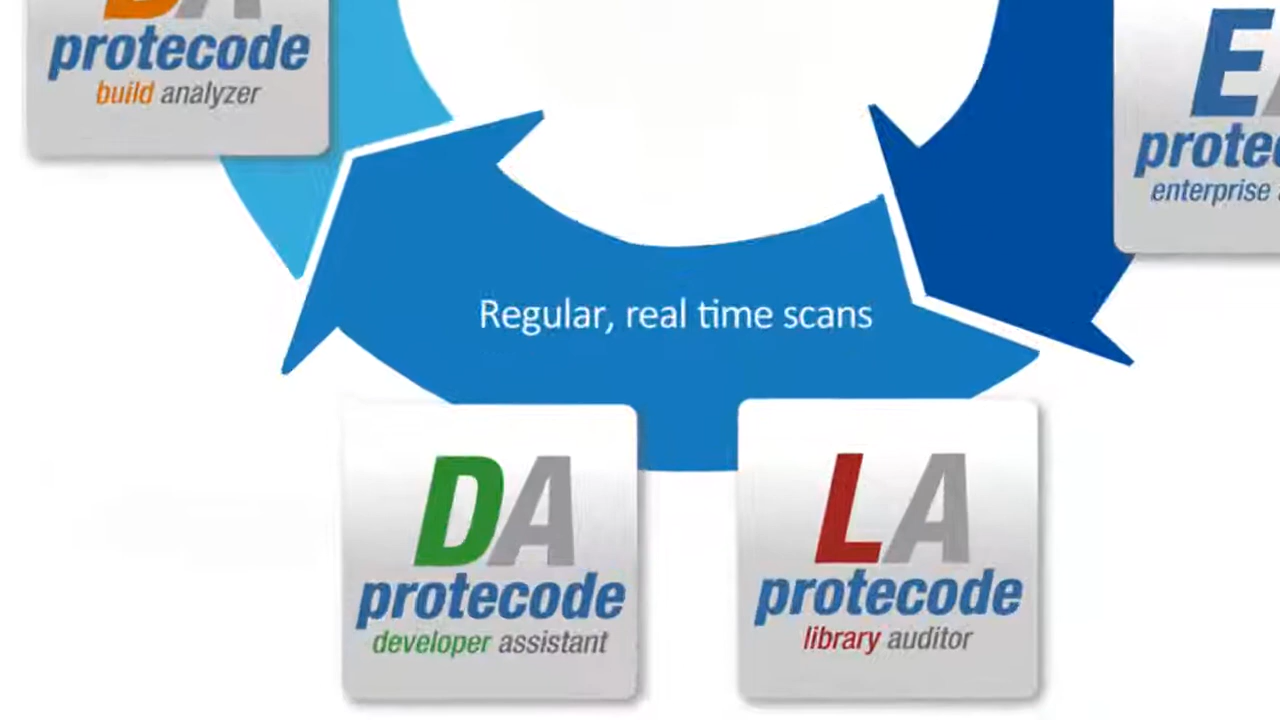 protecode
build analyzer
E
protec
enterprise
Regular, real time scans
DA
protecode
developer assistant
LA
protecode
library auditor